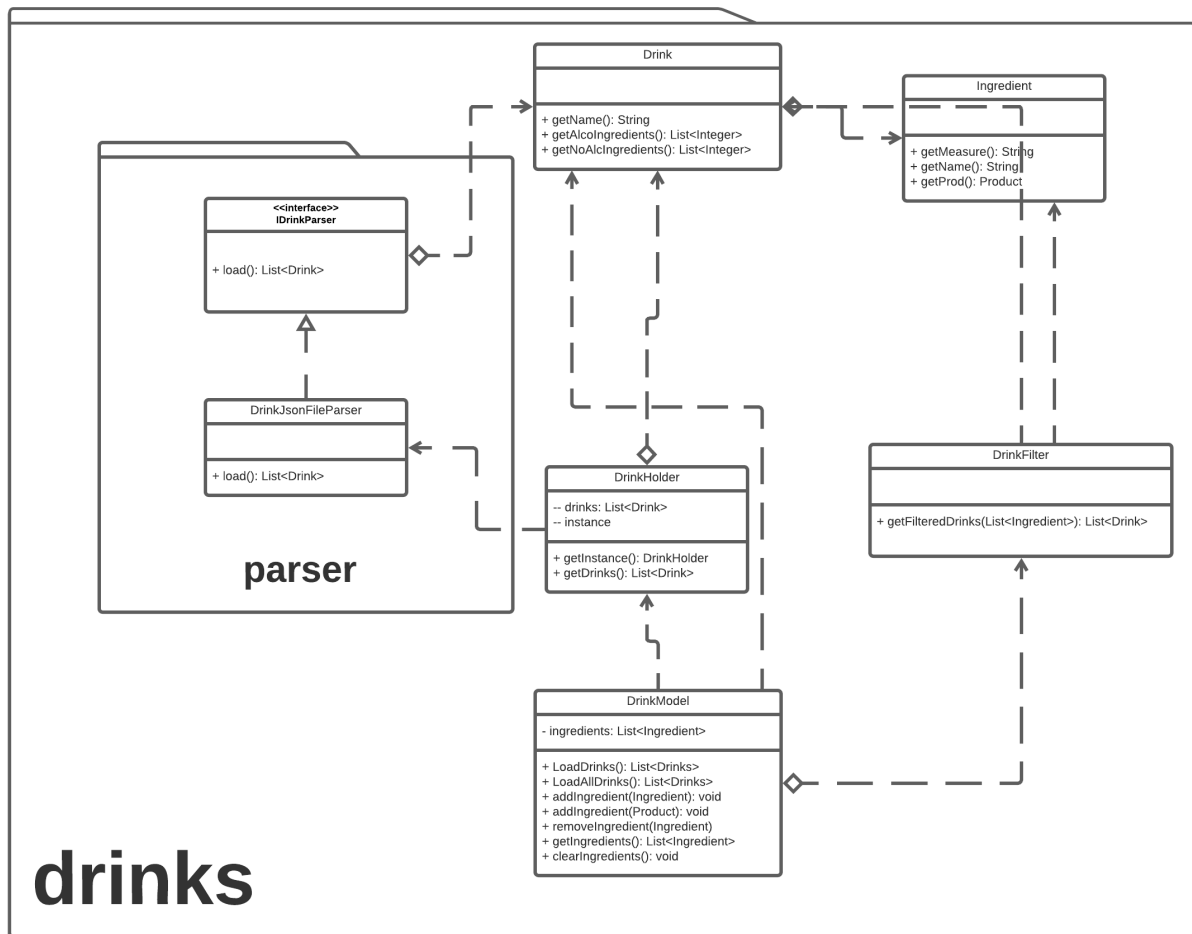 Drink
+ getName(): String
+ getAlcoIngredients(): List<Integer>
+ getNoAlcIngredients(): List<Integer>
Ingredient
+ getMeasure(): String
+ getName(): String
+ getProd(): Product
<<interface>>
IDrinkParser
+ load(): List<Drink>
DrinkJsonFileParser
+ load(): List<Drink>
parser
DrinkHolder
-- drinks: List<Drink>
-- instance
+ getInstance(): DrinkHolder
+ getDrinks(): List<Drink>
DrinkFilter
+ getFilteredDrinks(List<Ingredient>): List<Drink>
DrinkModel
- ingredients: List<Ingredient>
+ LoadDrinks(): List<Drinks>
+ LoadAllDrinks(): List<Drinks>
+ addIngredient(Ingredient): void
+ addIngredient(Product): void
+ removeIngredient(Ingredient)
+ getIngredients(): List<Ingredient>
+ clearIngredients(): void
drinks